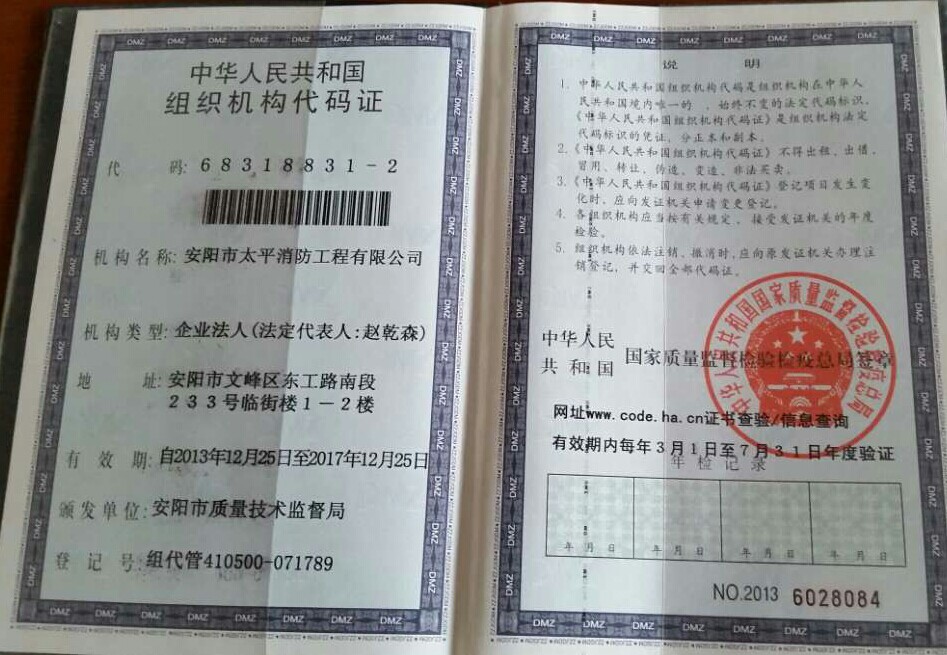 中华人民共和国
组织机构代码证
代 码: 68318831-2
机构名称: 安阳市太平消防工程有限公司
机构类型: 企业法人(法定代表人:赵乾森)
地 址: 安阳市文峰区东工路南段
233号临街楼1-2楼
有 效 期: 自2013年12月25日至2017年12月25日
颁发单位: 安阳市质量技术监督局
登 记 号: 组代管410500-071789
说 明
1. 中华人民共和国组织机构代码是组织机构在中华人
民共和国境内唯一的、始终不变的法定代码标识,
《中华人民共和国组织机构代码证》是组织机构法定
代码标识的凭证,分正本和副本。
2. 《中华人民共和国组织机构代码证》不得出租、出借、
冒用、转让、伪造、变造、非法买卖。
3. 《中华人民共和国组织机构代码证》登记项目发生变
化时,应向发证机关申请变更登记。
4. 各组织机构应当按有关规定,接受发证机关的年度
检验。
5. 组织机构依法注销、撤消时,应向原发证机关办理注
销登记,并交回全部代码证。
中华人民
共和国 国家质量监督检验检疫总局签章
中华人民共和国国家质量监督检验检疫总局
网址www.code.ha.cn证书查验/信息查询
有效期内每年3月1日至7月31日年度验证
年检记录
年 月 日 年 月 日 年 月 日 年 月 日
NO.2013 6028084
DMZ